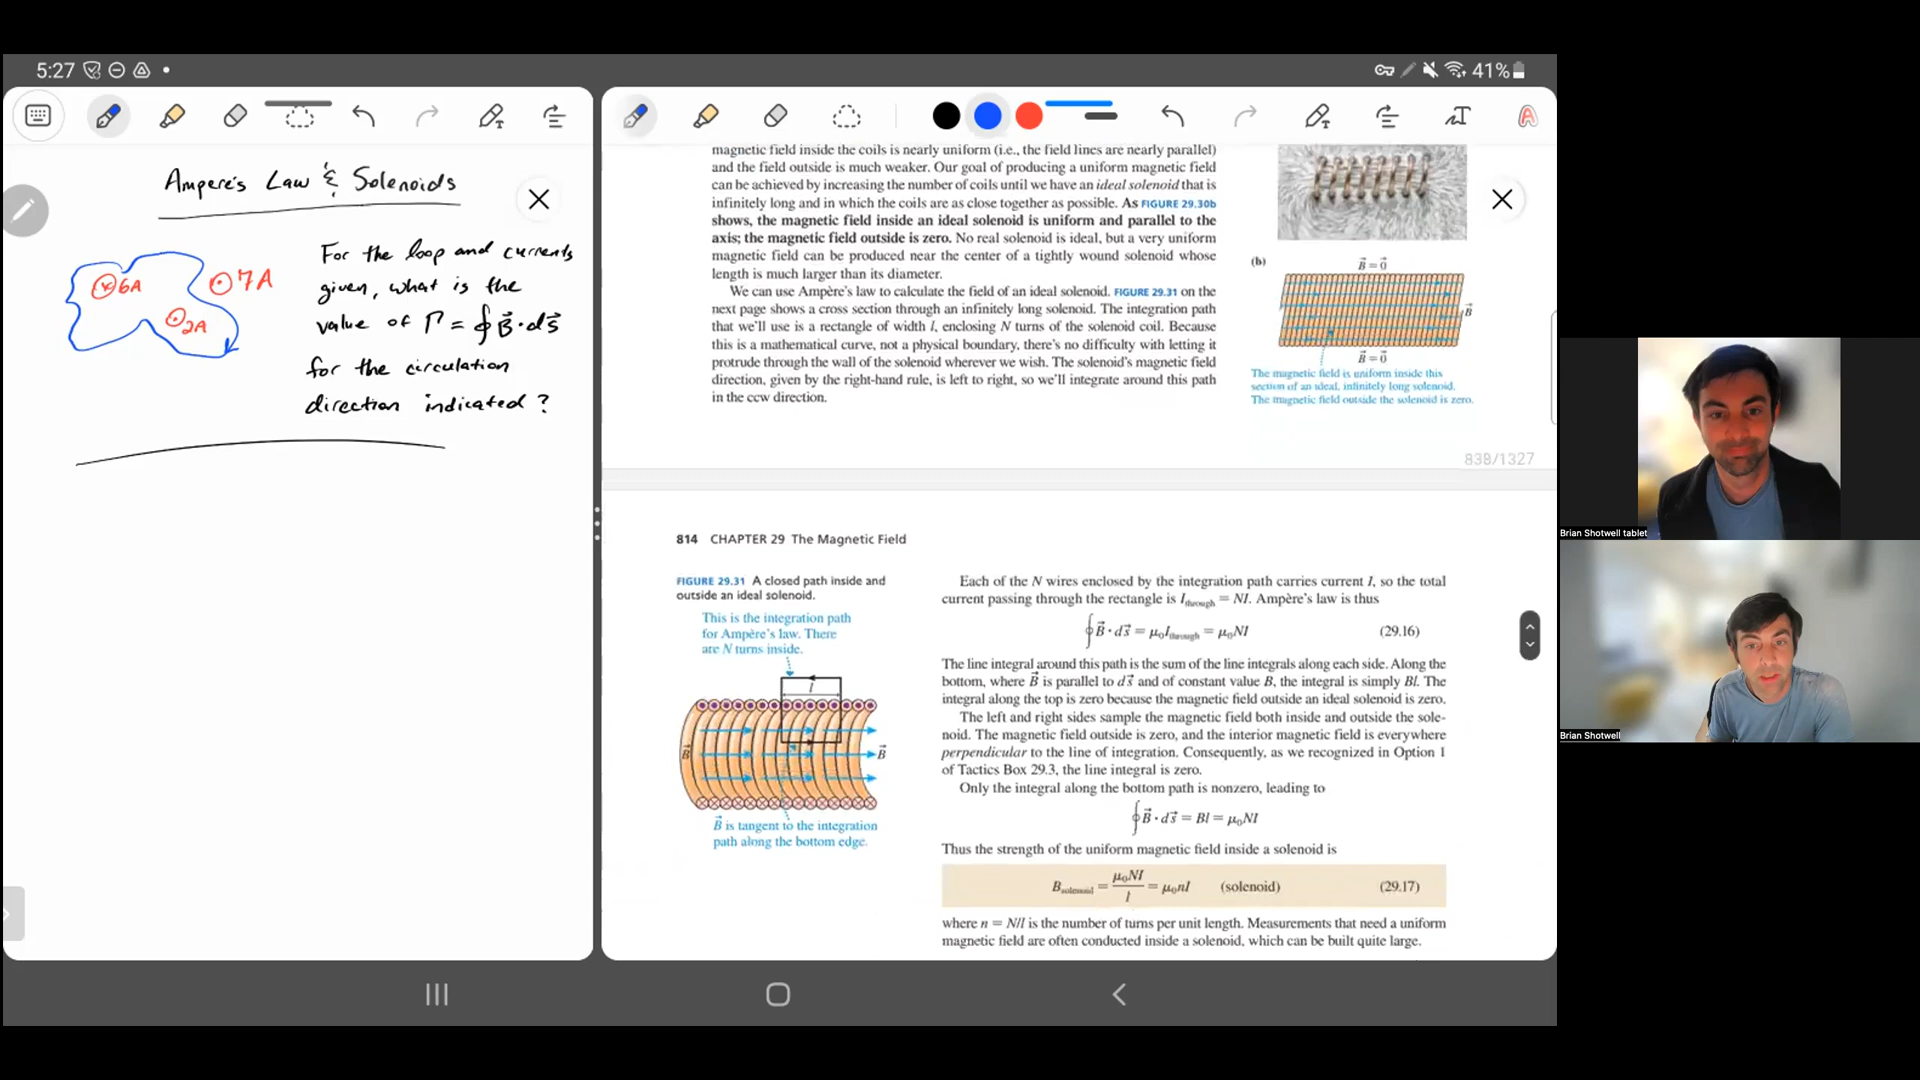 5:27
41%
Ampere's Law & Solenoids
6A
7A
2A
For the loop and currents
given, what is the
value of Γ = ∮B⃗·ds⃗
for the circulation
direction indicated?
magnetic field inside the coils is nearly uniform (i.e., the field lines are nearly parallel)
and the field outside is much weaker. Our goal of producing a uniform magnetic field
can be achieved by increasing the number of coils until we have an ideal solenoid that is
infinitely long and in which the coils are as close together as possible. As FIGURE 29.30b
shows, the magnetic field inside an ideal solenoid is uniform and parallel to the
axis; the magnetic field outside is zero. No real solenoid is ideal, but a very uniform
magnetic field can be produced near the center of a tightly wound solenoid whose
length is much larger than its diameter.
We can use Ampère's law to calculate the field of an ideal solenoid. FIGURE 29.31 on the
next page shows a cross section through an infinitely long solenoid. The integration path
that we'll use is a rectangle of width l, enclosing N turns of the solenoid coil. Because
this is a mathematical curve, not a physical boundary, there's no difficulty with letting it
protrude through the wall of the solenoid wherever we wish. The solenoid's magnetic field
direction, given by the right-hand rule, is left to right, so we'll integrate around this path
in the ccw direction.
(b)
B⃗ = 0⃗
B⃗
B⃗ = 0⃗
The magnetic field is uniform inside this
section of an ideal, infinitely long solenoid.
The magnetic field outside the solenoid is zero.
838/1327
814 CHAPTER 29 The Magnetic Field
FIGURE 29.31 A closed path inside and
outside an ideal solenoid.
This is the integration path
for Ampère's law. There
are N turns inside.
l
B⃗
B⃗
B⃗ is tangent to the integration
path along the bottom edge.
Each of the N wires enclosed by the integration path carries current I, so the total
current passing through the rectangle is I_through = NI. Ampère's law is thus
∮B⃗·ds⃗ = μ₀I_through = μ₀NI (29.16)
The line integral around this path is the sum of the line integrals along each side. Along the
bottom, where B⃗ is parallel to ds⃗ and of constant value B, the integral is simply Bl. The
integral along the top is zero because the magnetic field outside an ideal solenoid is zero.
The left and right sides sample the magnetic field both inside and outside the sole-
noid. The magnetic field outside is zero, and the interior magnetic field is everywhere
perpendicular to the line of integration. Consequently, as we recognized in Option 1
of Tactics Box 29.3, the line integral is zero.
Only the integral along the bottom path is nonzero, leading to
∮B⃗·ds⃗ = Bl = μ₀NI
Thus the strength of the uniform magnetic field inside a solenoid is
B_solenoid = μ₀NI/l = μ₀nI (solenoid) (29.17)
where n = N/l is the number of turns per unit length. Measurements that need a uniform
magnetic field are often conducted inside a solenoid, which can be built quite large.
Brian Shotwell tablet
Brian Shotwell